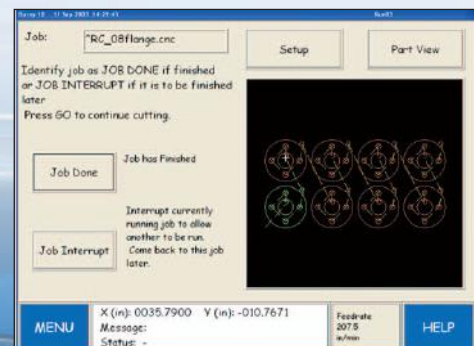 Job:
^RC_08flange.cnc
Setup
Part View
Identify job as JOB DONE if finished
or JOB INTERRUPT if it is to be finished
later
Press GO to continue cutting.
Job Done
Job has Finished
Job Interrupt
Interrupt currently
running job to allow
another to be run.
Come back to this job
later.
MENU
X (in): 0035.7900 Y (in): -010.7671
Message:
Status: -
Feedrate
207.5
in/min
HELP